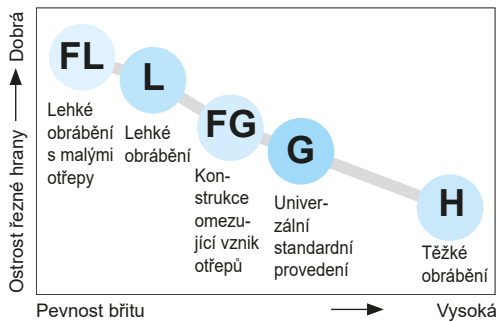 Ostrost řezné hrany
Dobrá
FL
Lehké
obrábění
s malými
otřepy
L
Lehké
obrábění
FG
Kon-
strukce
omezu-
jící vznik
otřepů
G
Univer-
zální
standardní
provedení
H
Těžké
obrábění
Pevnost břitu
Vysoká